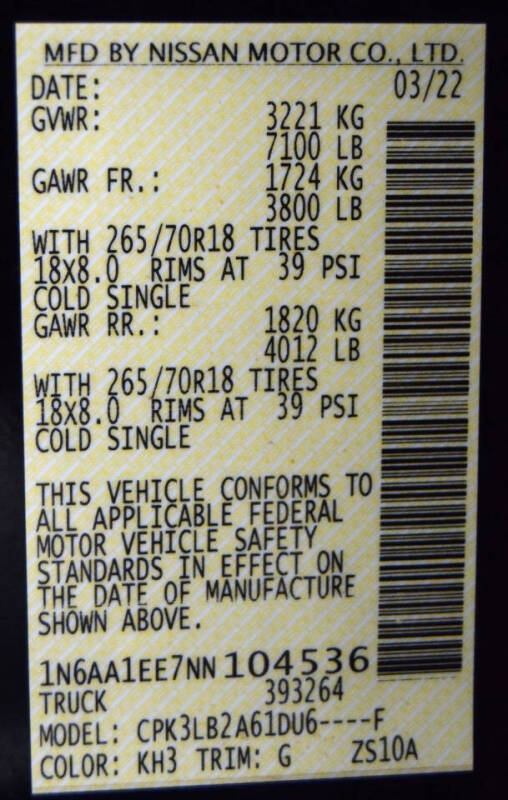 MFD BY NISSAN MOTOR CO., LTD.
DATE: 03/22
GVWR: 3221 KG
7100 LB
GAWR FR.: 1724 KG
3800 LB
WITH 265/70R18 TIRES
18X8.0 RIMS AT 39 PSI
COLD SINGLE
GAWR RR.: 1820 KG
4012 LB
WITH 265/70R18 TIRES
18X8.0 RIMS AT 39 PSI
COLD SINGLE
THIS VEHICLE CONFORMS TO
ALL APPLICABLE FEDERAL
MOTOR VEHICLE SAFETY
STANDARDS IN EFFECT ON
THE DATE OF MANUFACTURE
SHOWN ABOVE.
1N6AA1EE7NN104536
TRUCK 393264
MODEL: CPK3LB2A61DU6----F
COLOR: KH3 TRIM: G ZS10A